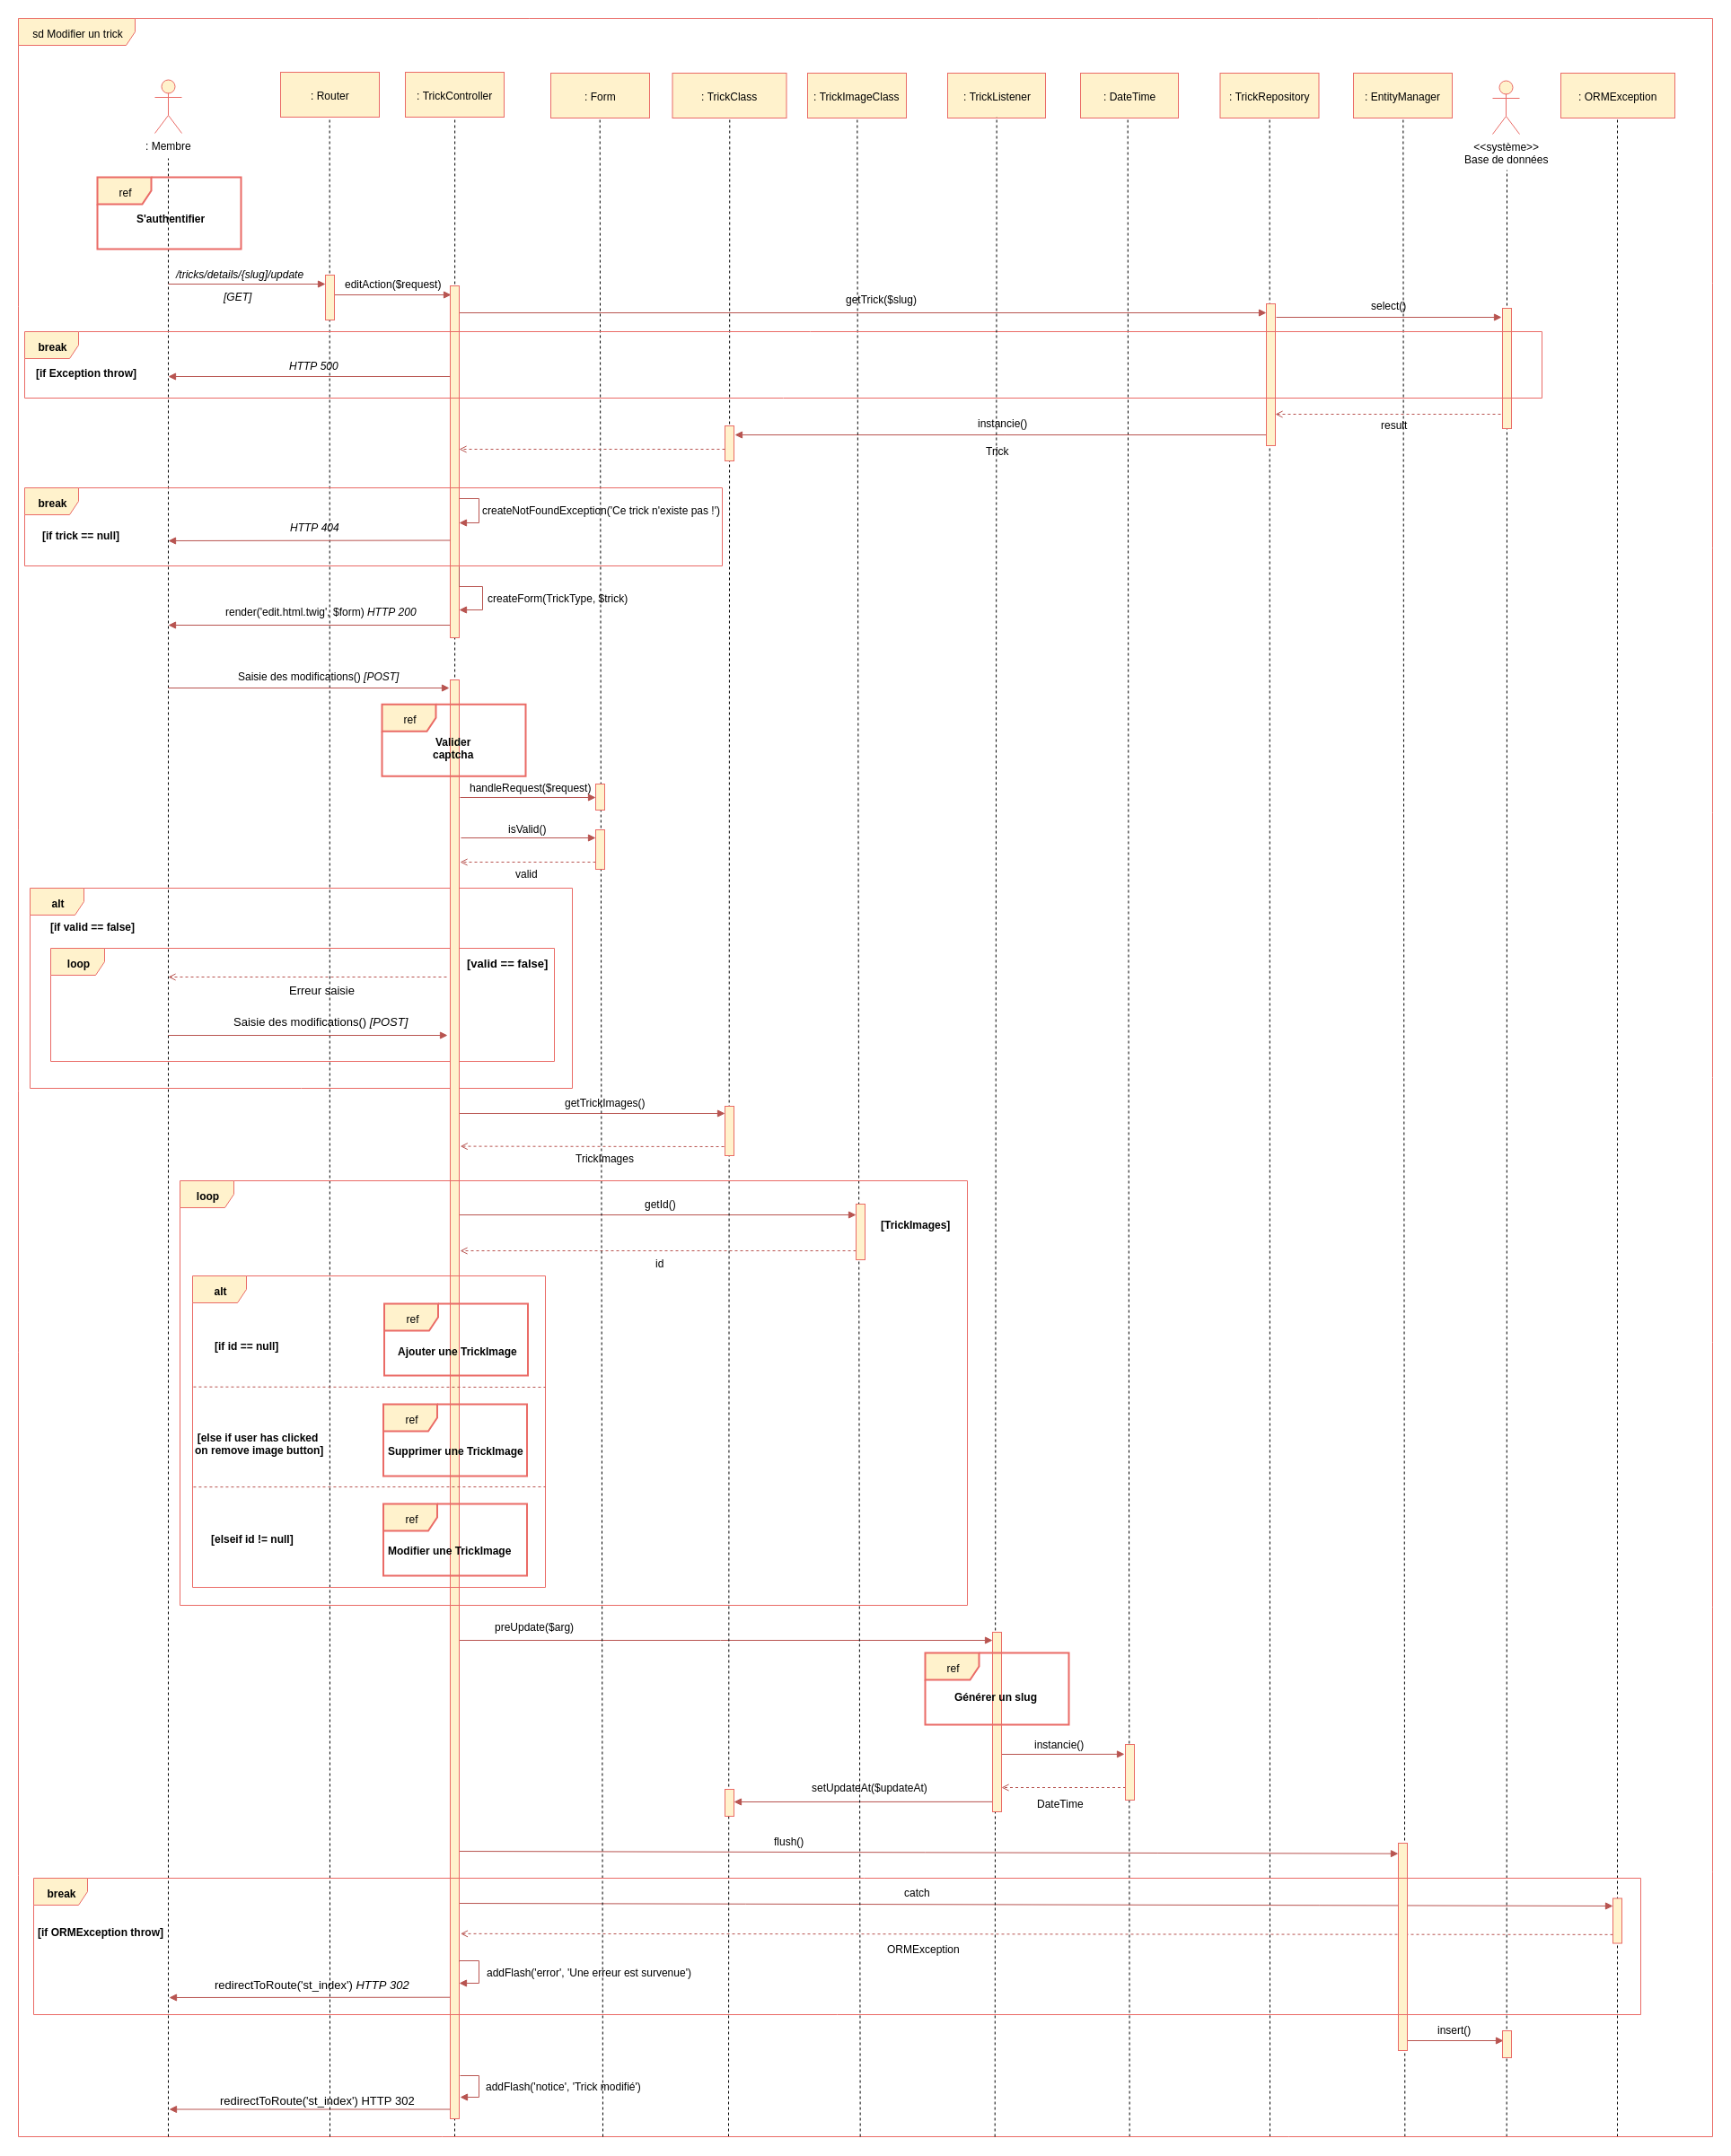 sd Modifier un trick
: Membre
: Router
: TrickController
: Form
: TrickClass
: TrickImageClass
: TrickListener
: DateTime
: TrickRepository
: EntityManager
<<système>>
Base de données
: ORMException
ref
S'authentifier
/tricks/details/{slug}/update
[GET]
editAction($request)
getTrick($slug)
select()
break
[if Exception throw]
HTTP 500
result
instancie()
Trick
break
[if trick == null]
createNotFoundException('Ce trick n'existe pas !')
HTTP 404
createForm(TrickType, $trick)
render('edit.html.twig', $form) HTTP 200
Saisie des modifications() [POST]
ref
Valider
captcha
handleRequest($request)
isValid()
valid
alt
[if valid == false]
loop
[valid == false]
Erreur saisie
Saisie des modifications() [POST]
getTrickImages()
TrickImages
loop
getId()
[TrickImages]
id
alt
[if id == null]
ref
Ajouter une TrickImage
[else if user has clicked
on remove image button]
ref
Supprimer une TrickImage
[elseif id != null]
ref
Modifier une TrickImage
preUpdate($arg)
ref
Générer un slug
instancie()
DateTime
setUpdateAt($updateAt)
flush()
break
[if ORMException throw]
catch
ORMException
addFlash('error', 'Une erreur est survenue')
redirectToRoute('st_index') HTTP 302
insert()
addFlash('notice', 'Trick modifié')
redirectToRoute('st_index') HTTP 302